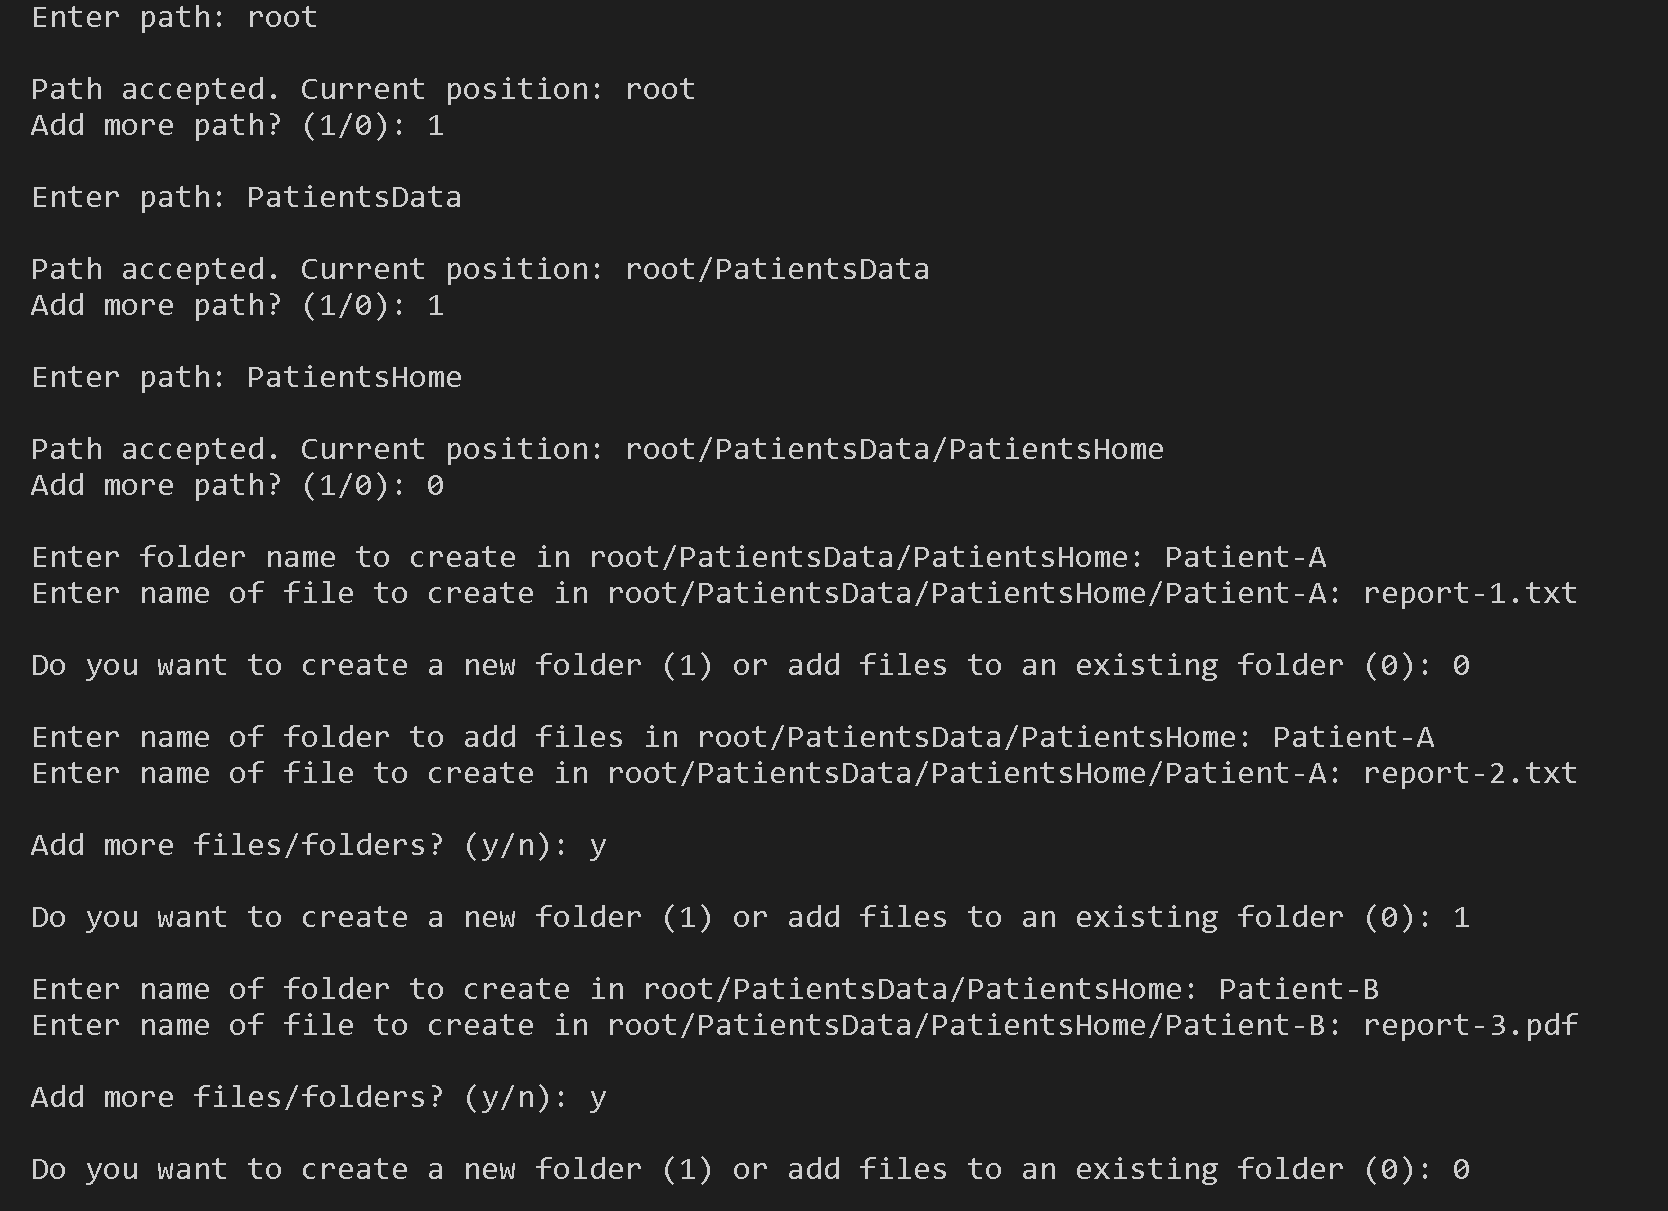 Enter path: root
Path accepted. Current position: root
Add more path? (1/0): 1
Enter path: PatientsData
Path accepted. Current position: root/PatientsData
Add more path? (1/0): 1
Enter path: PatientsHome
Path accepted. Current position: root/PatientsData/PatientsHome
Add more path? (1/0): 0
Enter folder name to create in root/PatientsData/PatientsHome: Patient-A
Enter name of file to create in root/PatientsData/PatientsHome/Patient-A: report-1.txt
Do you want to create a new folder (1) or add files to an existing folder (0): 0
Enter name of folder to add files in root/PatientsData/PatientsHome: Patient-A
Enter name of file to create in root/PatientsData/PatientsHome/Patient-A: report-2.txt
Add more files/folders? (y/n): y
Do you want to create a new folder (1) or add files to an existing folder (0): 1
Enter name of folder to create in root/PatientsData/PatientsHome: Patient-B
Enter name of file to create in root/PatientsData/PatientsHome/Patient-B: report-3.pdf
Add more files/folders? (y/n): y
Do you want to create a new folder (1) or add files to an existing folder (0): 0